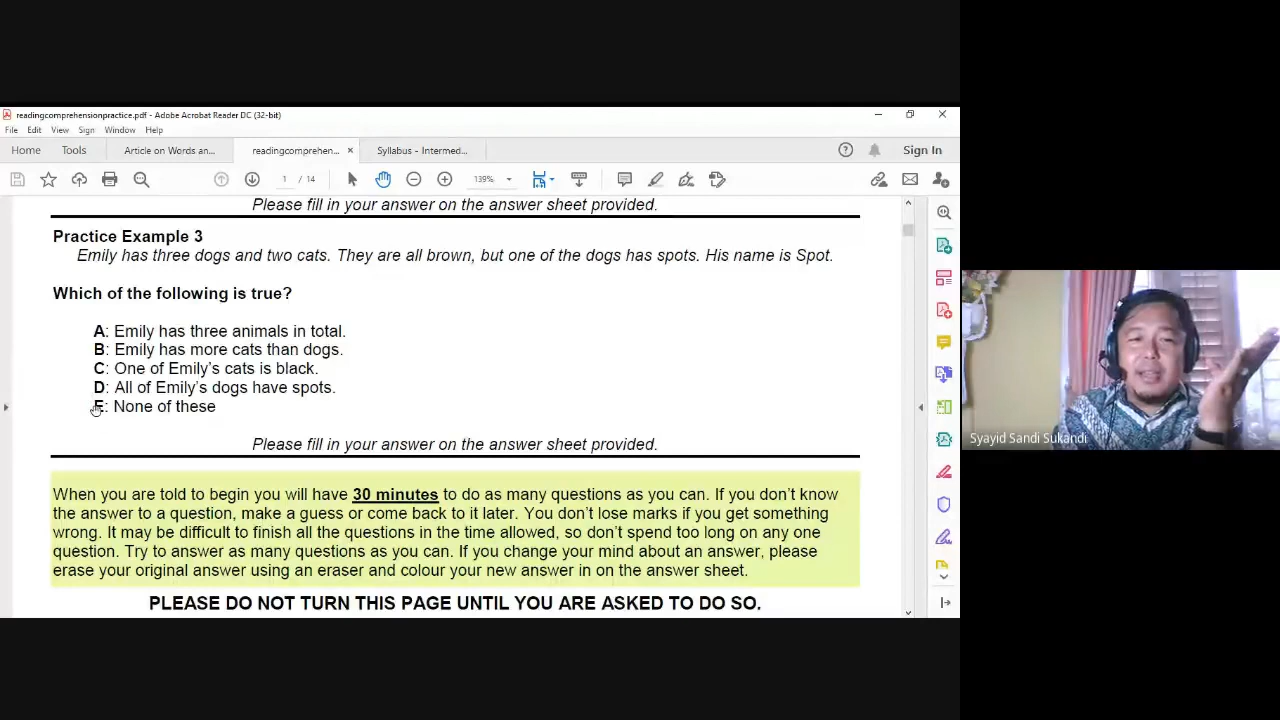 readingcomprehensionpractice.pdf - Adobe Acrobat Reader DC (32-bit)
File Edit View Sign Window Help
Home Tools Article on Words an... readingcomprehen... × Syllabus - Intermed... Sign In
1 / 14 139%
Please fill in your answer on the answer sheet provided.
Practice Example 3
Emily has three dogs and two cats. They are all brown, but one of the dogs has spots. His name is Spot.
Which of the following is true?
A: Emily has three animals in total.
B: Emily has more cats than dogs.
C: One of Emily's cats is black.
D: All of Emily's dogs have spots.
E: None of these
Please fill in your answer on the answer sheet provided.
When you are told to begin you will have 30 minutes to do as many questions as you can. If you don't know
the answer to a question, make a guess or come back to it later. You don't lose marks if you get something
wrong. It may be difficult to finish all the questions in the time allowed, so don't spend too long on any one
question. Try to answer as many questions as you can. If you change your mind about an answer, please
erase your original answer using an eraser and colour your new answer in on the answer sheet.
PLEASE DO NOT TURN THIS PAGE UNTIL YOU ARE ASKED TO DO SO.
Syayid Sandi Sukandi